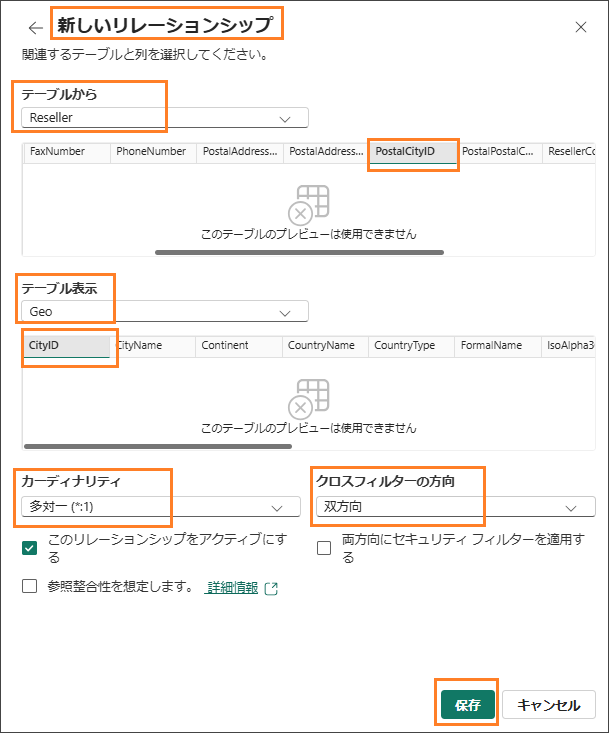 新しいリレーションシップ
関連するテーブルと列を選択してください。
テーブルから
Reseller
FaxNumber PhoneNumber PostalAddress... PostalAddress... PostalCityID PostalPostalC... ResellerCo
このテーブルのプレビューは使用できません
テーブル表示
Geo
CityID CityName Continent CountryName CountryType FormalName IsoAlpha3
このテーブルのプレビューは使用できません
カーディナリティ クロスフィルターの方向
多対一 (*:1) 双方向
このリレーションシップをアクティブにす 両方向にセキュリティ フィルターを適用す
る る
参照整合性を想定します。 詳細情報
保存 キャンセル